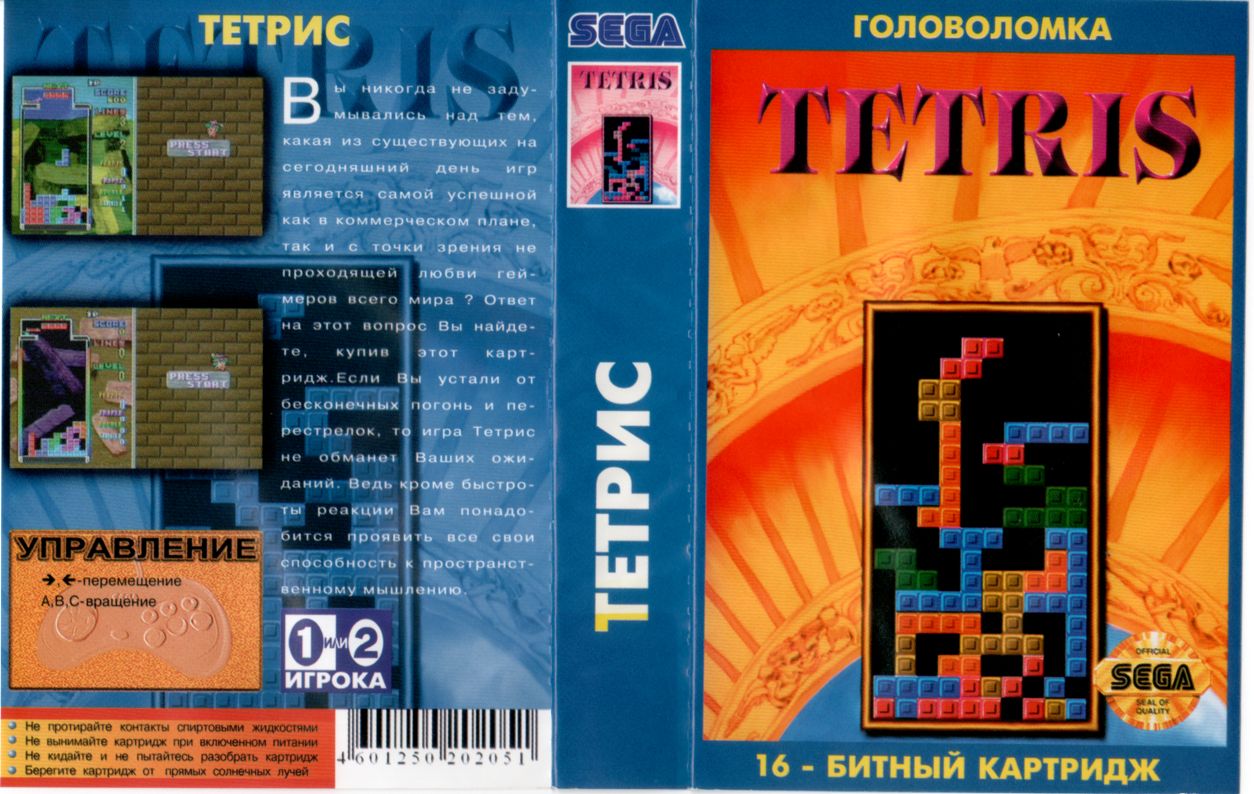 ТЕТРИС
Вы никогда не заду-
мывались над тем,
какая из существующих на
сегодняшний день игр
является самой успешной
как в коммерческом плане,
так и с точки зрения не
проходящей любви гей-
меров всего мира ? Ответ
на этот вопрос Вы найде-
те, купив этот карт-
ридж.Если Вы устали от
бесконечных погонь и пе-
рестрелок, то игра Тетрис
не обманет Ваших ожи-
даний. Ведь кроме быстро-
ты реакции Вам понадо-
бится проявить все свои
способность к пространст-
венному мышлению.
SCORE
LINES
LEVEL
PRESS
START
SCORE
LINES
LEVEL
PRESS
START
УПРАВЛЕНИЕ
→,←-перемещение
A,B,C-вращение
1 или 2
ИГРОКА
Не протирайте контакты спиртовыми жидкостями
Не вынимайте картридж при включенном питании
Не кидайте и не пытайтесь разобрать картридж
Берегите картридж от прямых солнечных лучей
4 601250 202051
SEGA
TETRIS
ТЕТРИС
ГОЛОВОЛОМКА
TETRIS
OFFICIAL
SEGA
SEAL OF
QUALITY
16 - БИТНЫЙ КАРТРИДЖ